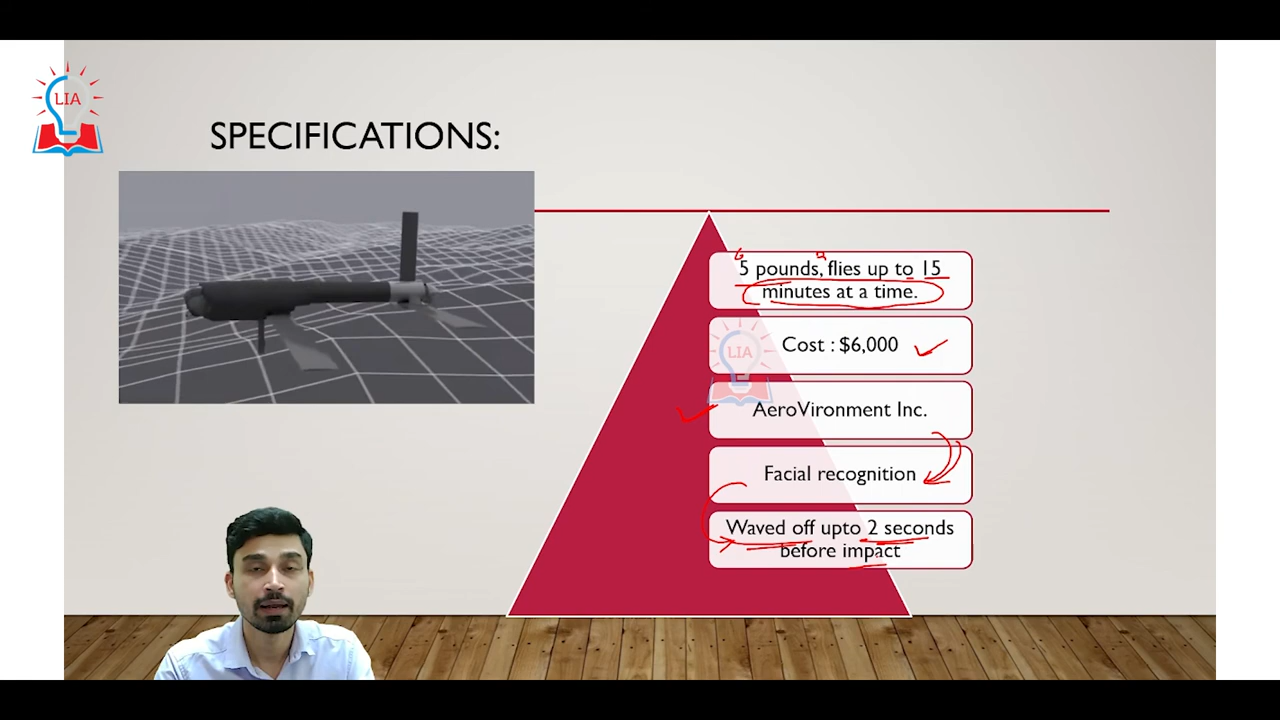 LIA
SPECIFICATIONS:
5 pounds, flies up to 15
minutes at a time.
Cost : $6,000
LIA
AeroVironment Inc.
Facial recognition
Waved off upto 2 seconds
before impact